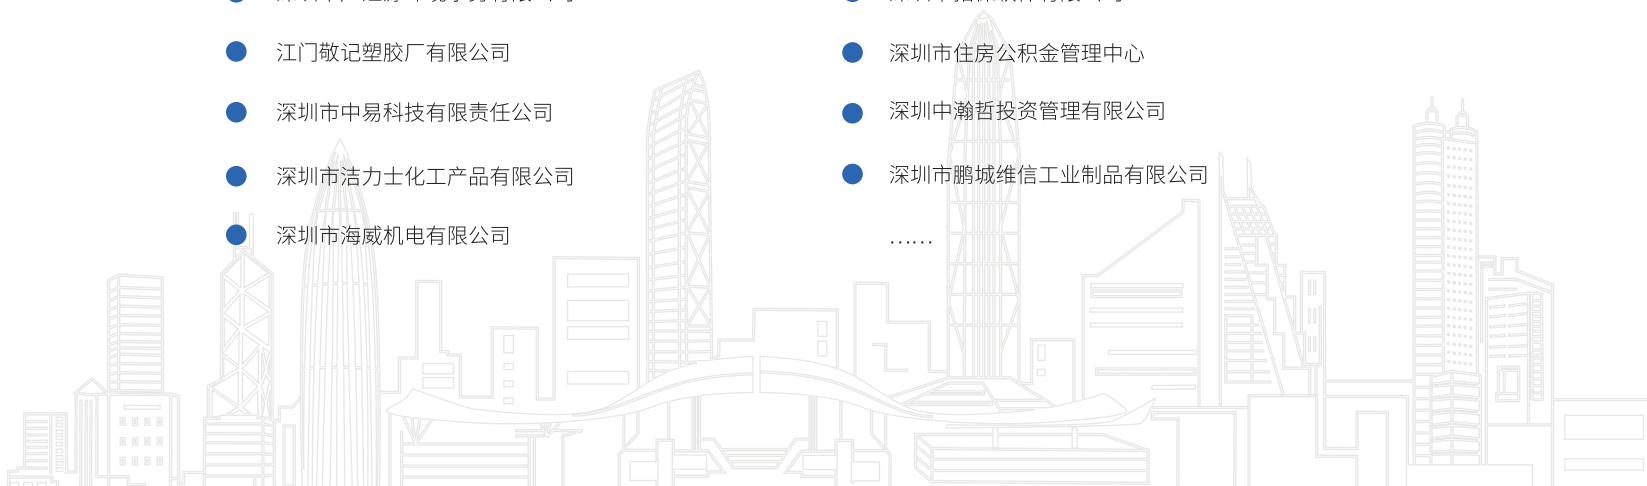 江门敬记塑胶厂有限公司
深圳市中易科技有限责任公司
深圳市洁力士化工产品有限公司
深圳市海威机电有限公司
深圳市住房公积金管理中心
深圳中瀚哲投资管理有限公司
深圳市鹏城维信工业制品有限公司
……